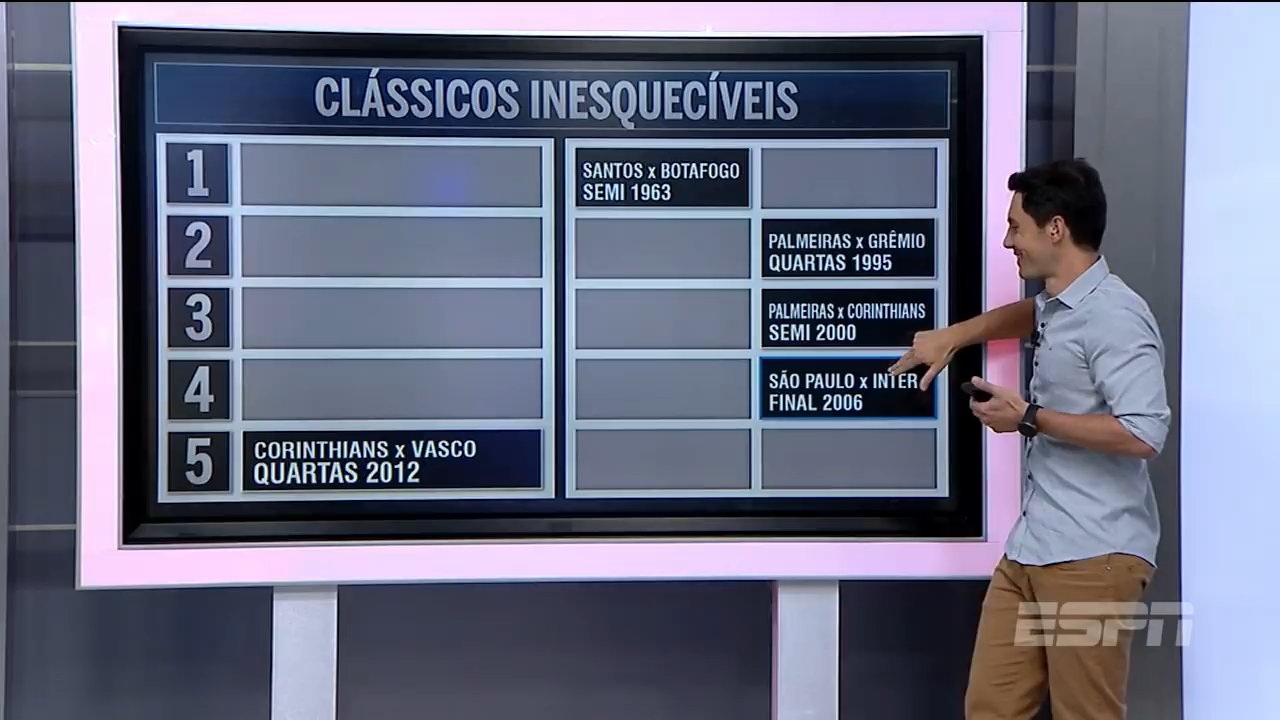 CLÁSSICOS INESQUECÍVEIS
1
SANTOS x BOTAFOGO
SEMI 1963
2
PALMEIRAS x GRÊMIO
QUARTAS 1995
3
PALMEIRAS x CORINTHIANS
SEMI 2000
4
SÃO PAULO x INTER
FINAL 2006
5
CORINTHIANS x VASCO
QUARTAS 2012
ESPN